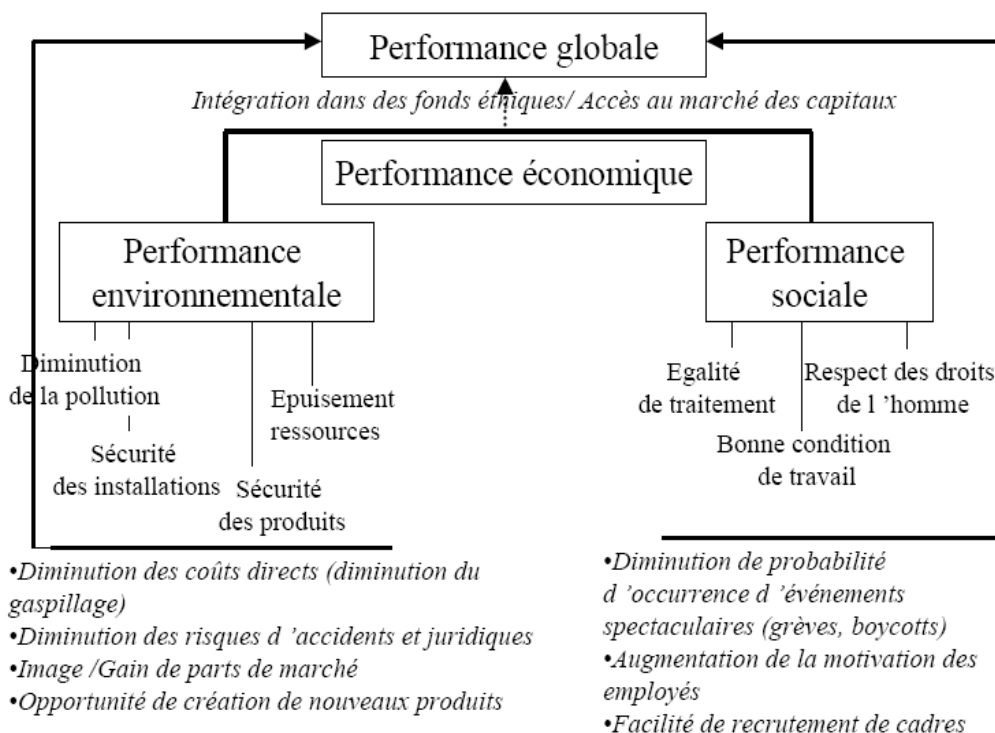 Performance globale
Intégration dans des fonds éthiques/ Accès au marché des capitaux
Performance économique
Performance
environnementale
Performance
sociale
Diminution
de la pollution
Sécurité
des installations
Sécurité
des produits
Epuisement
ressources
Egalité
de traitement
Bonne condition
de travail
Respect des droits
de l ’homme
•Diminution des coûts directs (diminution du
gaspillage)
•Diminution des risques d ’accidents et juridiques
•Image /Gain de parts de marché
•Opportunité de création de nouveaux produits
•Diminution de probabilité
d ’occurrence d ’événements
spectaculaires (grèves, boycotts)
•Augmentation de la motivation des
employés
•Facilité de recrutement de cadres